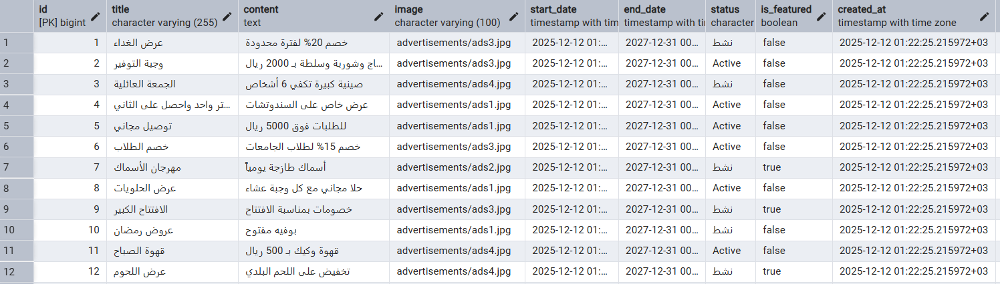 id title content image start_date end_date status is_featured created_at
[PK] bigint character varying (255) text character varying (100) timestamp with tim timestamp with ti character boolean timestamp with time zone
1 1 عرض الغداء خصم 20% لفترة محدودة advertisements/ads3.jpg 2025-12-12 01:... 2027-12-31 00... نشط false 2025-12-12 01:22:25.215972+03
2 2 وجبة التوفير ...اج وشوربة وسلطة بـ 2000 ريال advertisements/ads3.jpg 2025-12-12 01:... 2027-12-31 00... Active false 2025-12-12 01:22:25.215972+03
3 3 الجمعة العائلية صينية كبيرة تكفي 6 أشخاص advertisements/ads4.jpg 2025-12-12 01:... 2027-12-31 00... نشط false 2025-12-12 01:22:25.215972+03
4 4 ...تر واحد واحصل على الثاني عرض خاص على السندوتشات advertisements/ads1.jpg 2025-12-12 01:... 2027-12-31 00... Active false 2025-12-12 01:22:25.215972+03
5 5 توصيل مجاني للطلبات فوق 5000 ريال advertisements/ads1.jpg 2025-12-12 01:... 2027-12-31 00... Active false 2025-12-12 01:22:25.215972+03
6 6 خصم الطلاب خصم 15% لطلاب الجامعات advertisements/ads3.jpg 2025-12-12 01:... 2027-12-31 00... Active false 2025-12-12 01:22:25.215972+03
7 7 مهرجان الأسماك أسماك طازجة يومياً advertisements/ads2.jpg 2025-12-12 01:... 2027-12-31 00... نشط true 2025-12-12 01:22:25.215972+03
8 8 عرض الحلويات حلا مجاني مع كل وجبة عشاء advertisements/ads1.jpg 2025-12-12 01:... 2027-12-31 00... Active false 2025-12-12 01:22:25.215972+03
9 9 الافتتاح الكبير خصومات بمناسبة الافتتاح advertisements/ads3.jpg 2025-12-12 01:... 2027-12-31 00... نشط true 2025-12-12 01:22:25.215972+03
10 10 عروض رمضان بوفيه مفتوح advertisements/ads1.jpg 2025-12-12 01:... 2027-12-31 00... نشط false 2025-12-12 01:22:25.215972+03
11 11 قهوة الصباح قهوة وكيك بـ 500 ريال advertisements/ads4.jpg 2025-12-12 01:... 2027-12-31 00... Active false 2025-12-12 01:22:25.215972+03
12 12 عرض اللحوم تخفيض على اللحم البلدي advertisements/ads4.jpg 2025-12-12 01:... 2027-12-31 00... نشط true 2025-12-12 01:22:25.215972+03